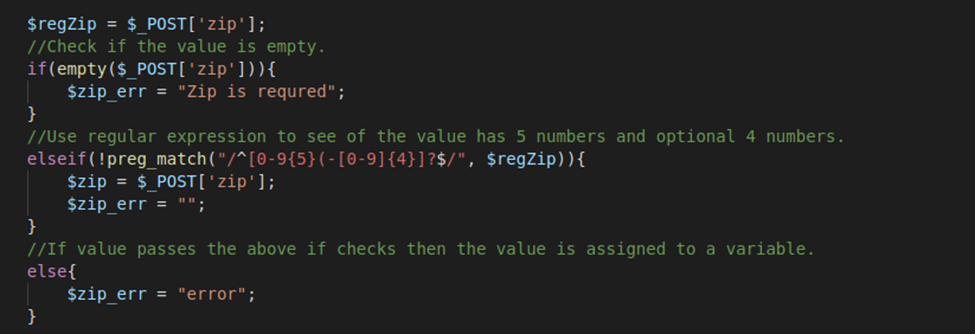 $regZip = $_POST['zip'];
//Check if the value is empty.
if(empty($_POST['zip'])){
    $zip_err = "Zip is requred";
}
//Use regular expression to see of the value has 5 numbers and optional 4 numbers.
elseif(!preg_match("/^[0-9{5}(-[0-9]{4}]?$/", $regZip)){
    $zip = $_POST['zip'];
    $zip_err = "";
}
//If value passes the above if checks then the value is assigned to a variable.
else{
    $zip_err = "error";
}